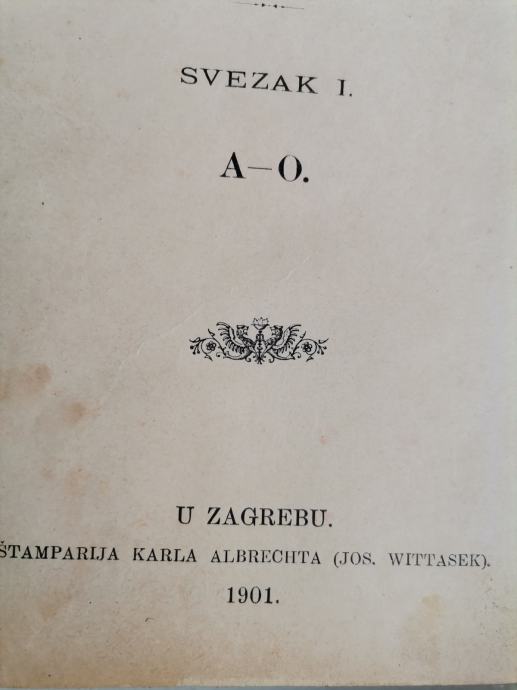 SVEZAK I.
A—O.
U ZAGREBU.
ŠTAMPARIJA KARLA ALBRECHTA (JOS. WITTASEK).
1901.